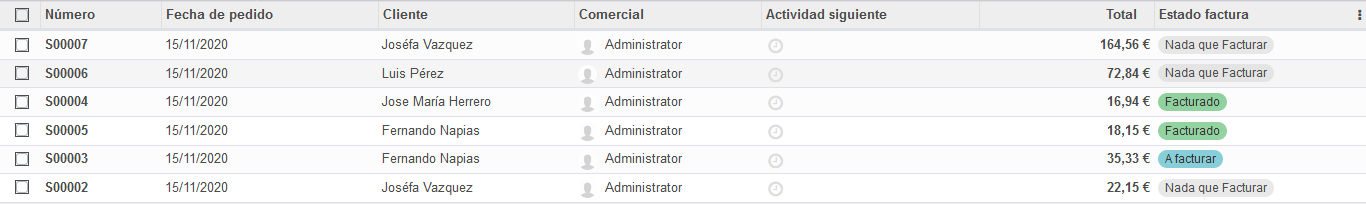 Número Fecha de pedido Cliente Comercial Actividad siguiente Total Estado factura
S00007 15/11/2020 Joséfa Vazquez Administrator 164,56 € Nada que Facturar
S00006 15/11/2020 Luis Pérez Administrator 72,84 € Nada que Facturar
S00004 15/11/2020 Jose María Herrero Administrator 16,94 € Facturado
S00005 15/11/2020 Fernando Napias Administrator 18,15 € Facturado
S00003 15/11/2020 Fernando Napias Administrator 35,33 € A facturar
S00002 15/11/2020 Joséfa Vazquez Administrator 22,15 € Nada que Facturar